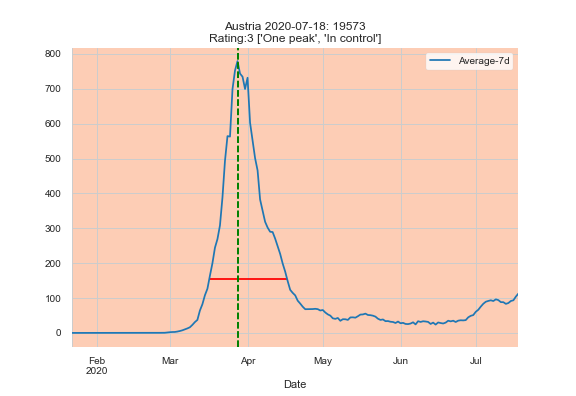 Austria 2020-07-18: 19573
Rating:3 ['One peak', 'In control']
Average-7d
800
700
600
500
400
300
200
100
0
Feb
2020
Mar
Apr
May
Jun
Jul
Date